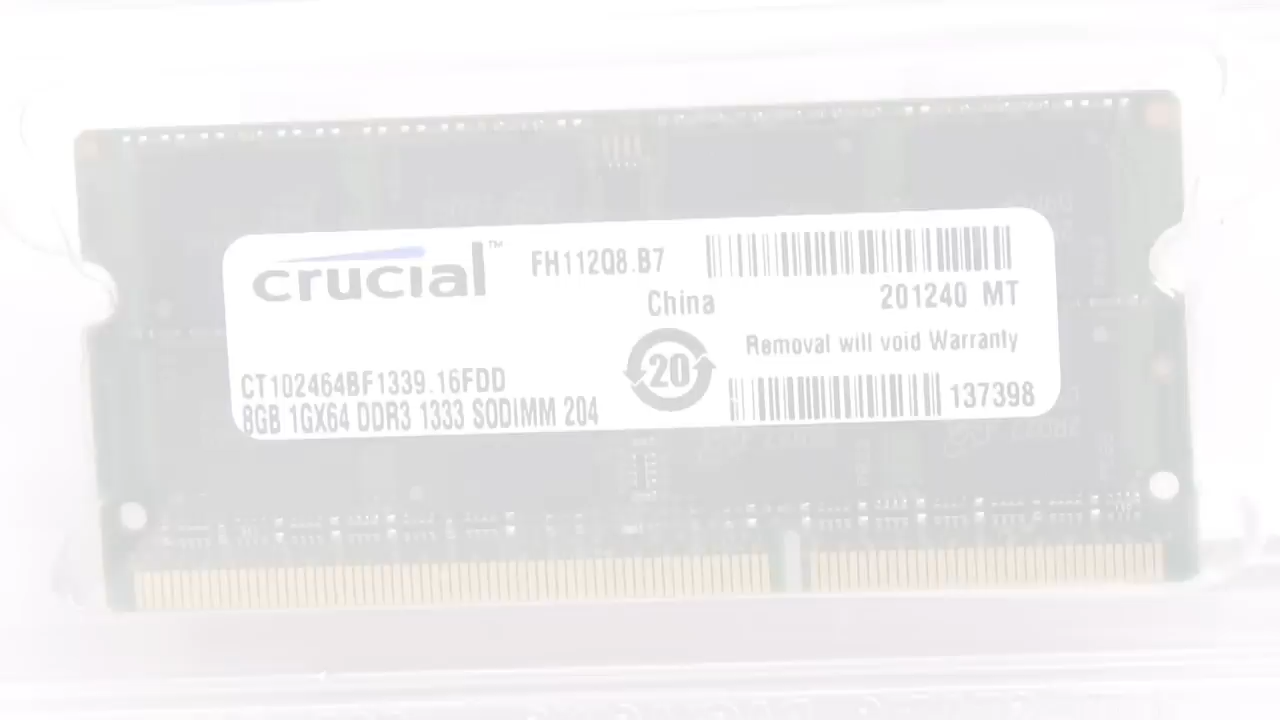 crucial™
FH112Q8.B7
China
201240 MT
Removal will void Warranty
20
CT102464BF1339.16FDD
8GB 1GX64 DDR3 1333 SODIMM 204
137398